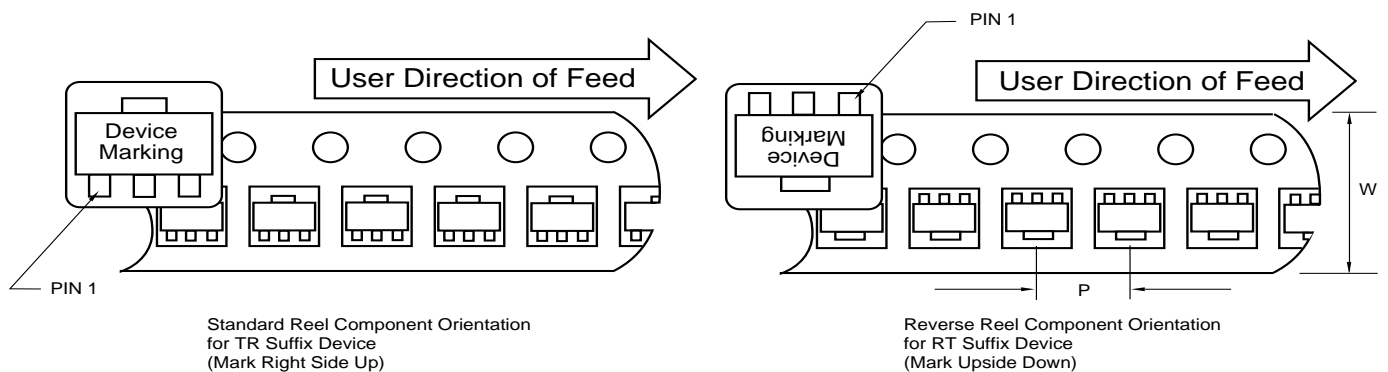 PIN 1
User Direction of Feed
Device
Marking
PIN 1
Standard Reel Component Orientation
for TR Suffix Device
(Mark Right Side Up)
User Direction of Feed
Device
Marking
W
P
Reverse Reel Component Orientation
for RT Suffix Device
(Mark Upside Down)